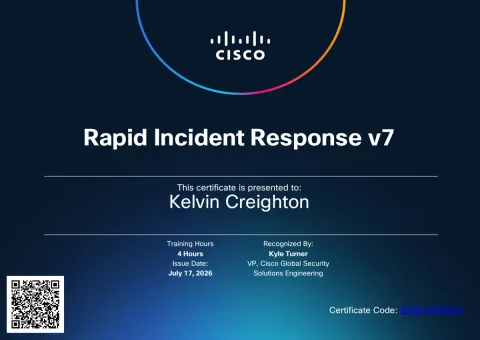 CISCO
Rapid Incident Response v7
This certificate is presented to:
Kelvin Creighton
Training Hours
4 Hours
Issue Date:
July 17, 2026
Recognized By:
Kyle Turner
VP, Cisco Global Security
Solutions Engineering
Certificate Code: